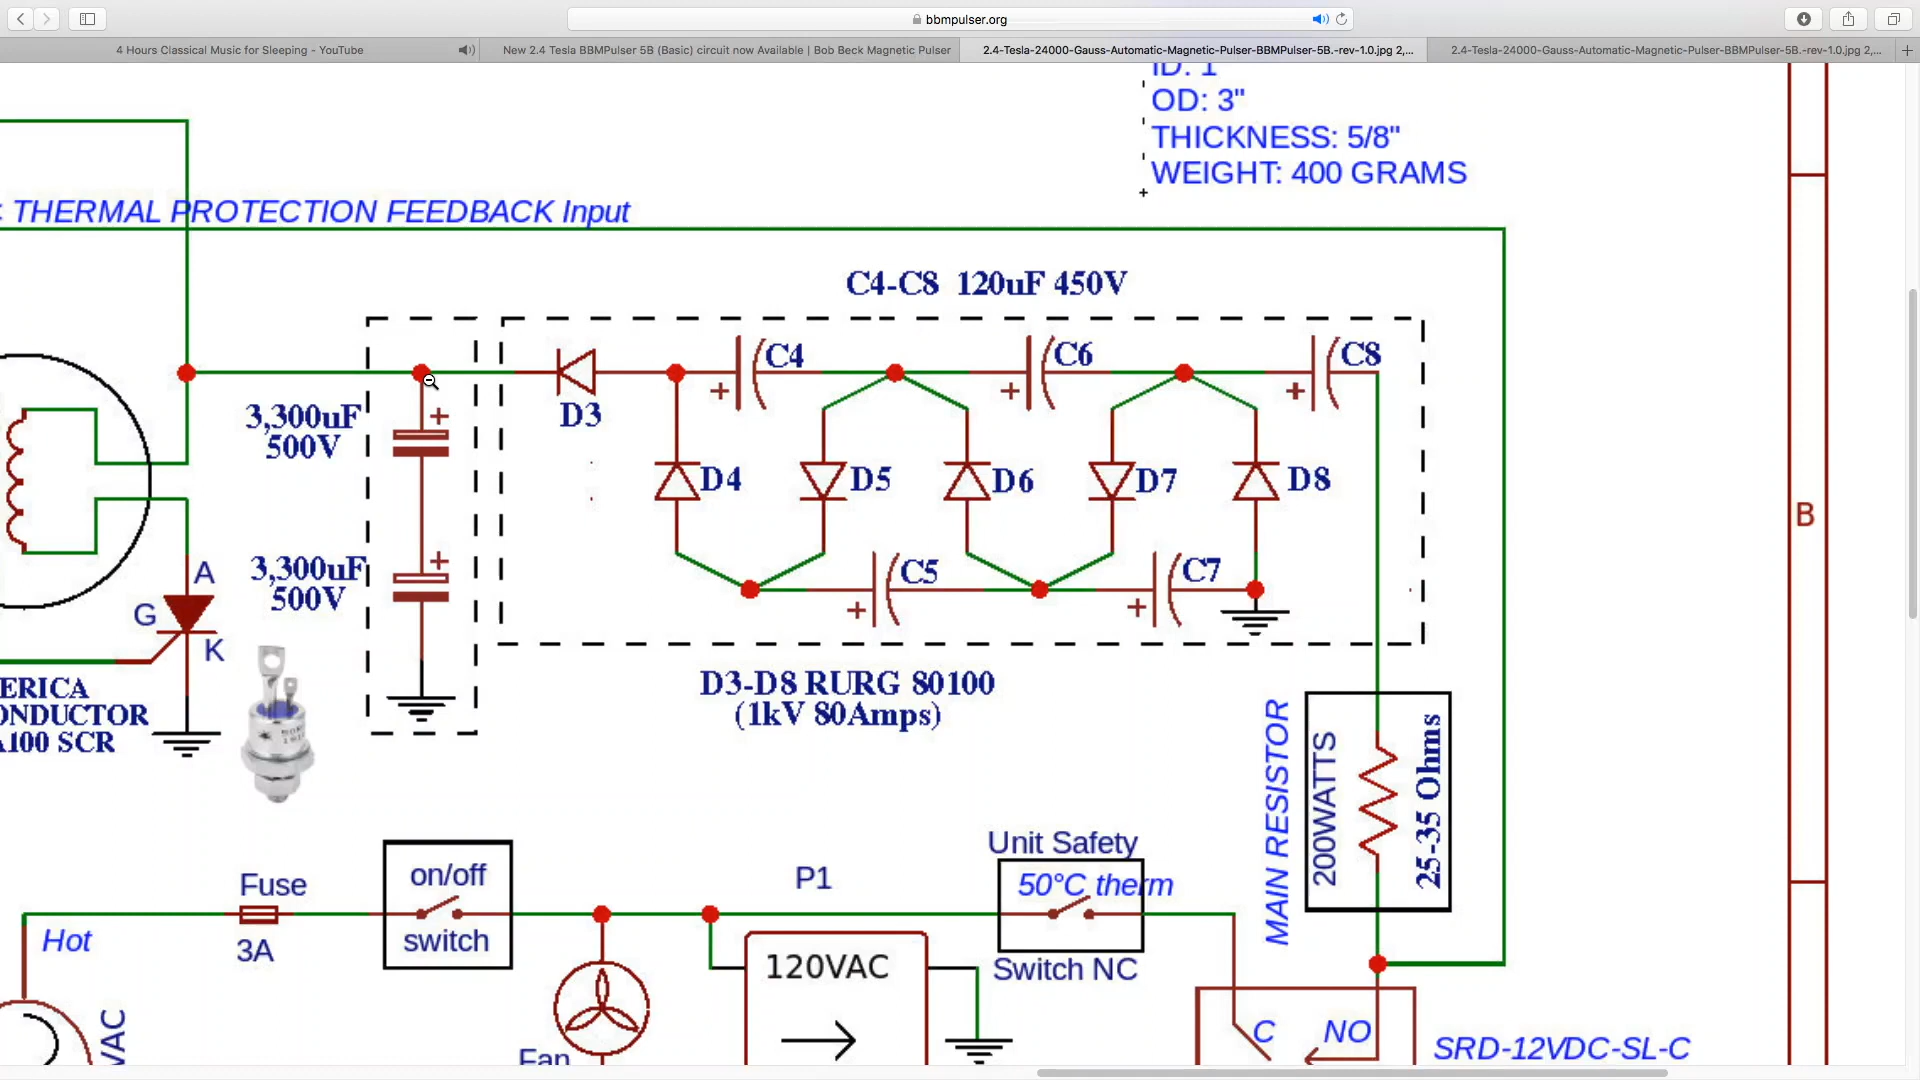 bbmpulser.org
4 Hours Classical Music for Sleeping - YouTube
New 2.4 Tesla BBMPulser 5B (Basic) circuit now Available | Bob Beck Magnetic Pulser
2.4-Tesla-24000-Gauss-Automatic-Magnetic-Pulser-BBMPulser-5B.-rev-1.0.jpg 2,...
2.4-Tesla-24000-Gauss-Automatic-Magnetic-Pulser-BBMPulser-5B.-rev-1.0.jpg 2,...
ID: 1
OD: 3"
THICKNESS: 5/8"
WEIGHT: 400 GRAMS
THERMAL PROTECTION FEEDBACK Input
C4-C8 120uF 450V
C4
C6
C8
+
+
+
D3
3,300uF
500V
+
D4
D5
D6
D7
D8
3,300uF
500V
+
C5
C7
+
+
B
A
G
K
ERICA
ONDUCTOR
A100 SCR
D3-D8 RURG 80100
(1kV 80Amps)
MAIN RESISTOR
200WATTS
25-35 Ohms
Fuse
3A
Hot
on/off
switch
P1
Unit Safety
50°C therm
Switch NC
120VAC
VAC
Fan
C
NO
SRD-12VDC-SL-C